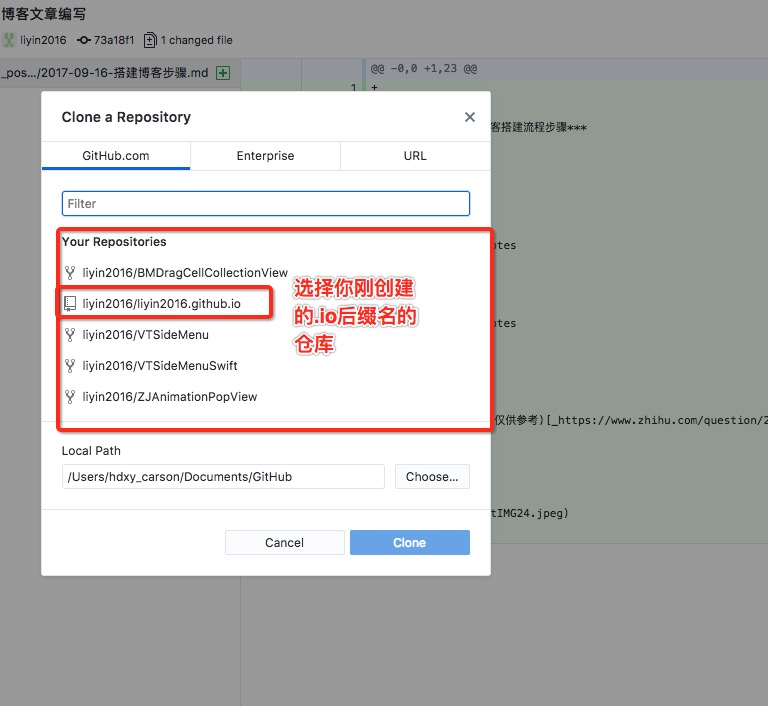 博客文章编写
liyin2016 73a18f1 1 changed file
_pos.../2017-09-16-搭建博客步骤.md
@@ -0,0 +1,23 @@
1 +
Clone a Repository
客搭建流程步骤***
GitHub.com Enterprise URL
Filter
Your Repositories
otes
liyin2016/BMDragCellCollectionView
liyin2016/liyin2016.github.io
liyin2016/VTSideMenu
liyin2016/VTSideMenuSwift
liyin2016/ZJAnimationPopView
选择你刚创建
的.io后缀名的
仓库
otes
仅供参考)[_https://www.zhihu.com/question/2
Local Path
/Users/hdxy_carson/Documents/GitHub
Choose...
tIMG24.jpeg)
Cancel
Clone